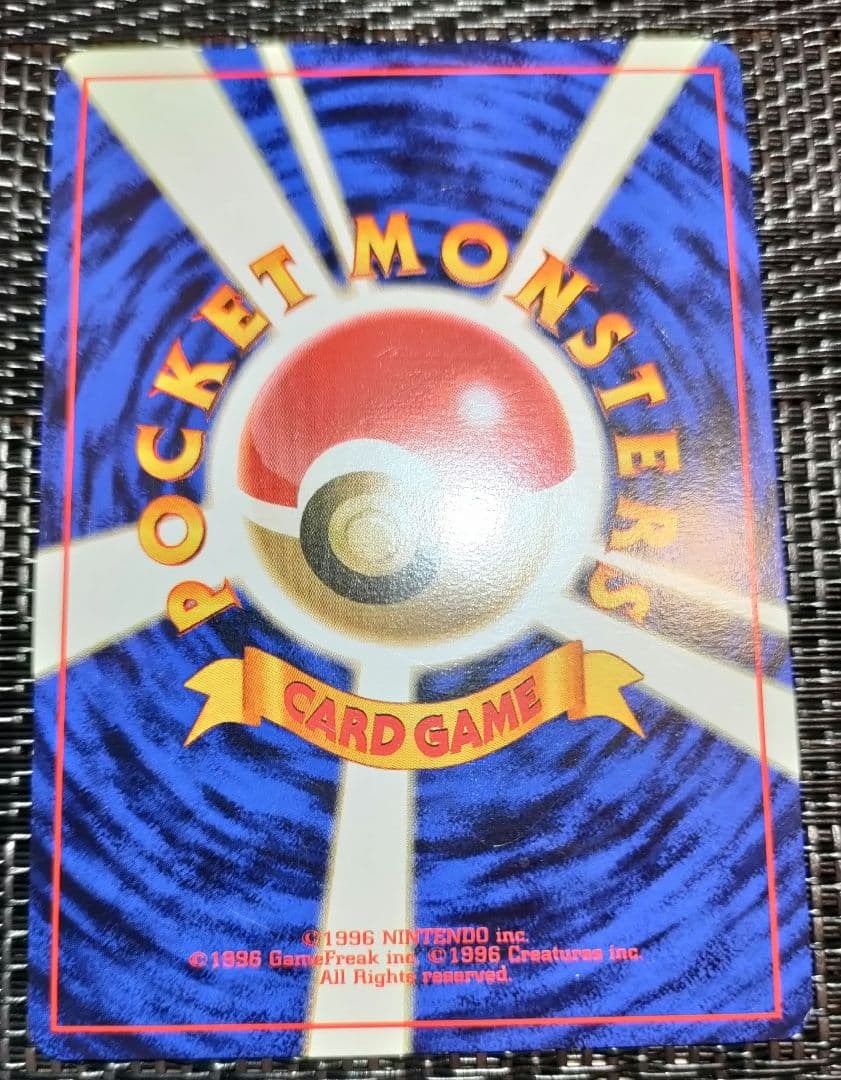 POCKET MONSTERS
CARD GAME
©1996 NINTENDO inc.
©1996 GameFreak inc. ©1996 Creatures inc.
All Rights reserved.